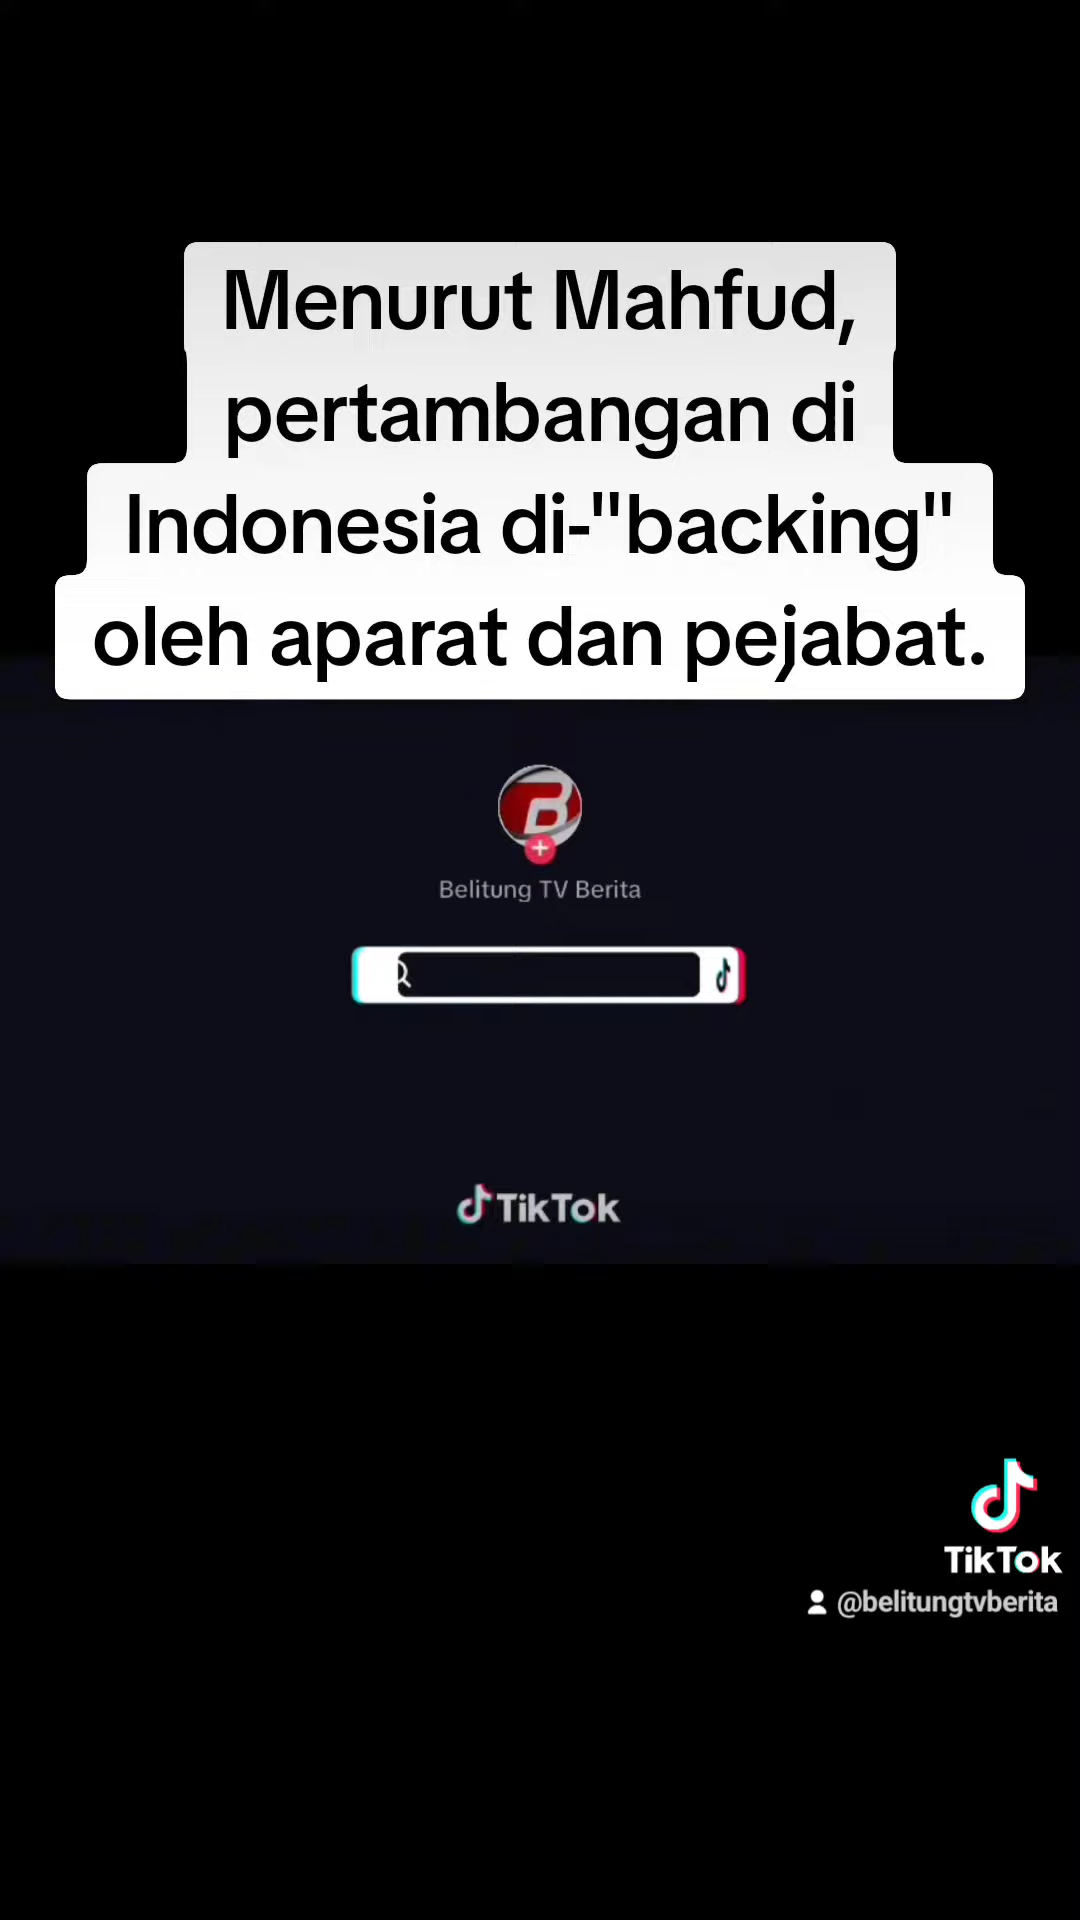 Menurut Mahfud,
pertambangan di
Indonesia di-"backing"
oleh aparat dan pejabat.
B
Belitung TV Berita
TikTok
TikTok
@belitungtvberita